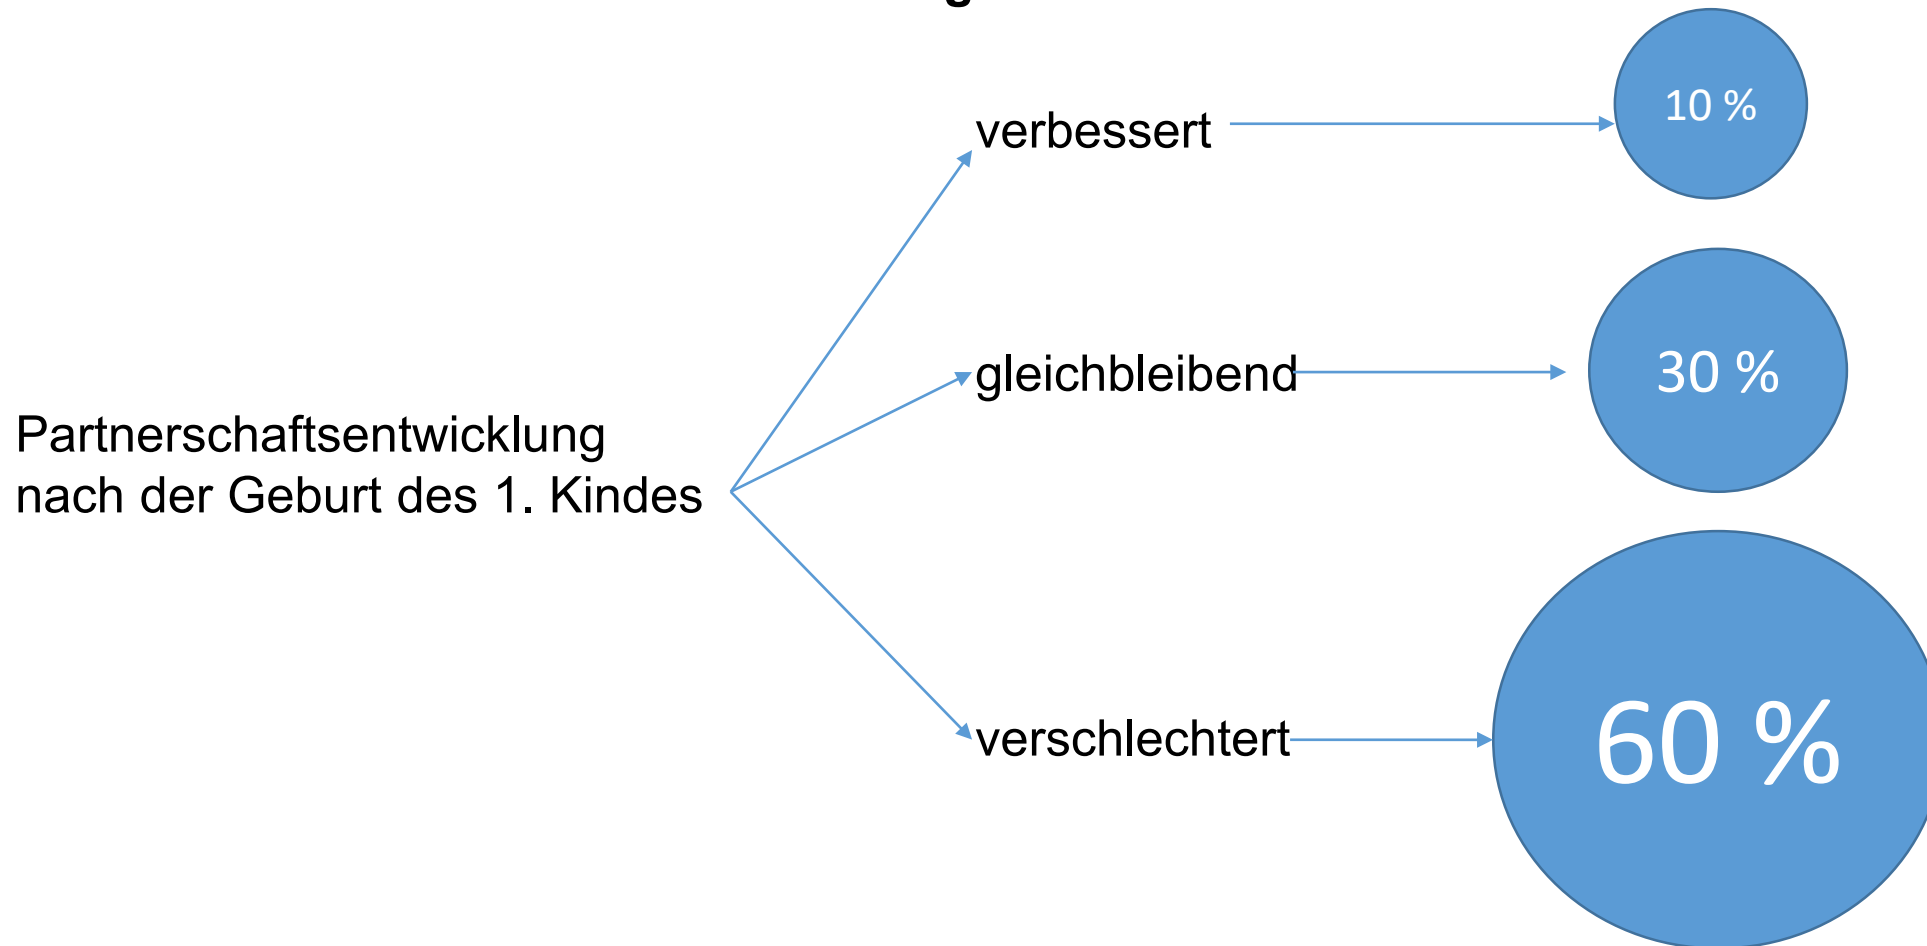 verbessert
10 %
gleichbleibend
30 %
Partnerschaftsentwicklung
nach der Geburt des 1. Kindes
verschlechtert
60 %